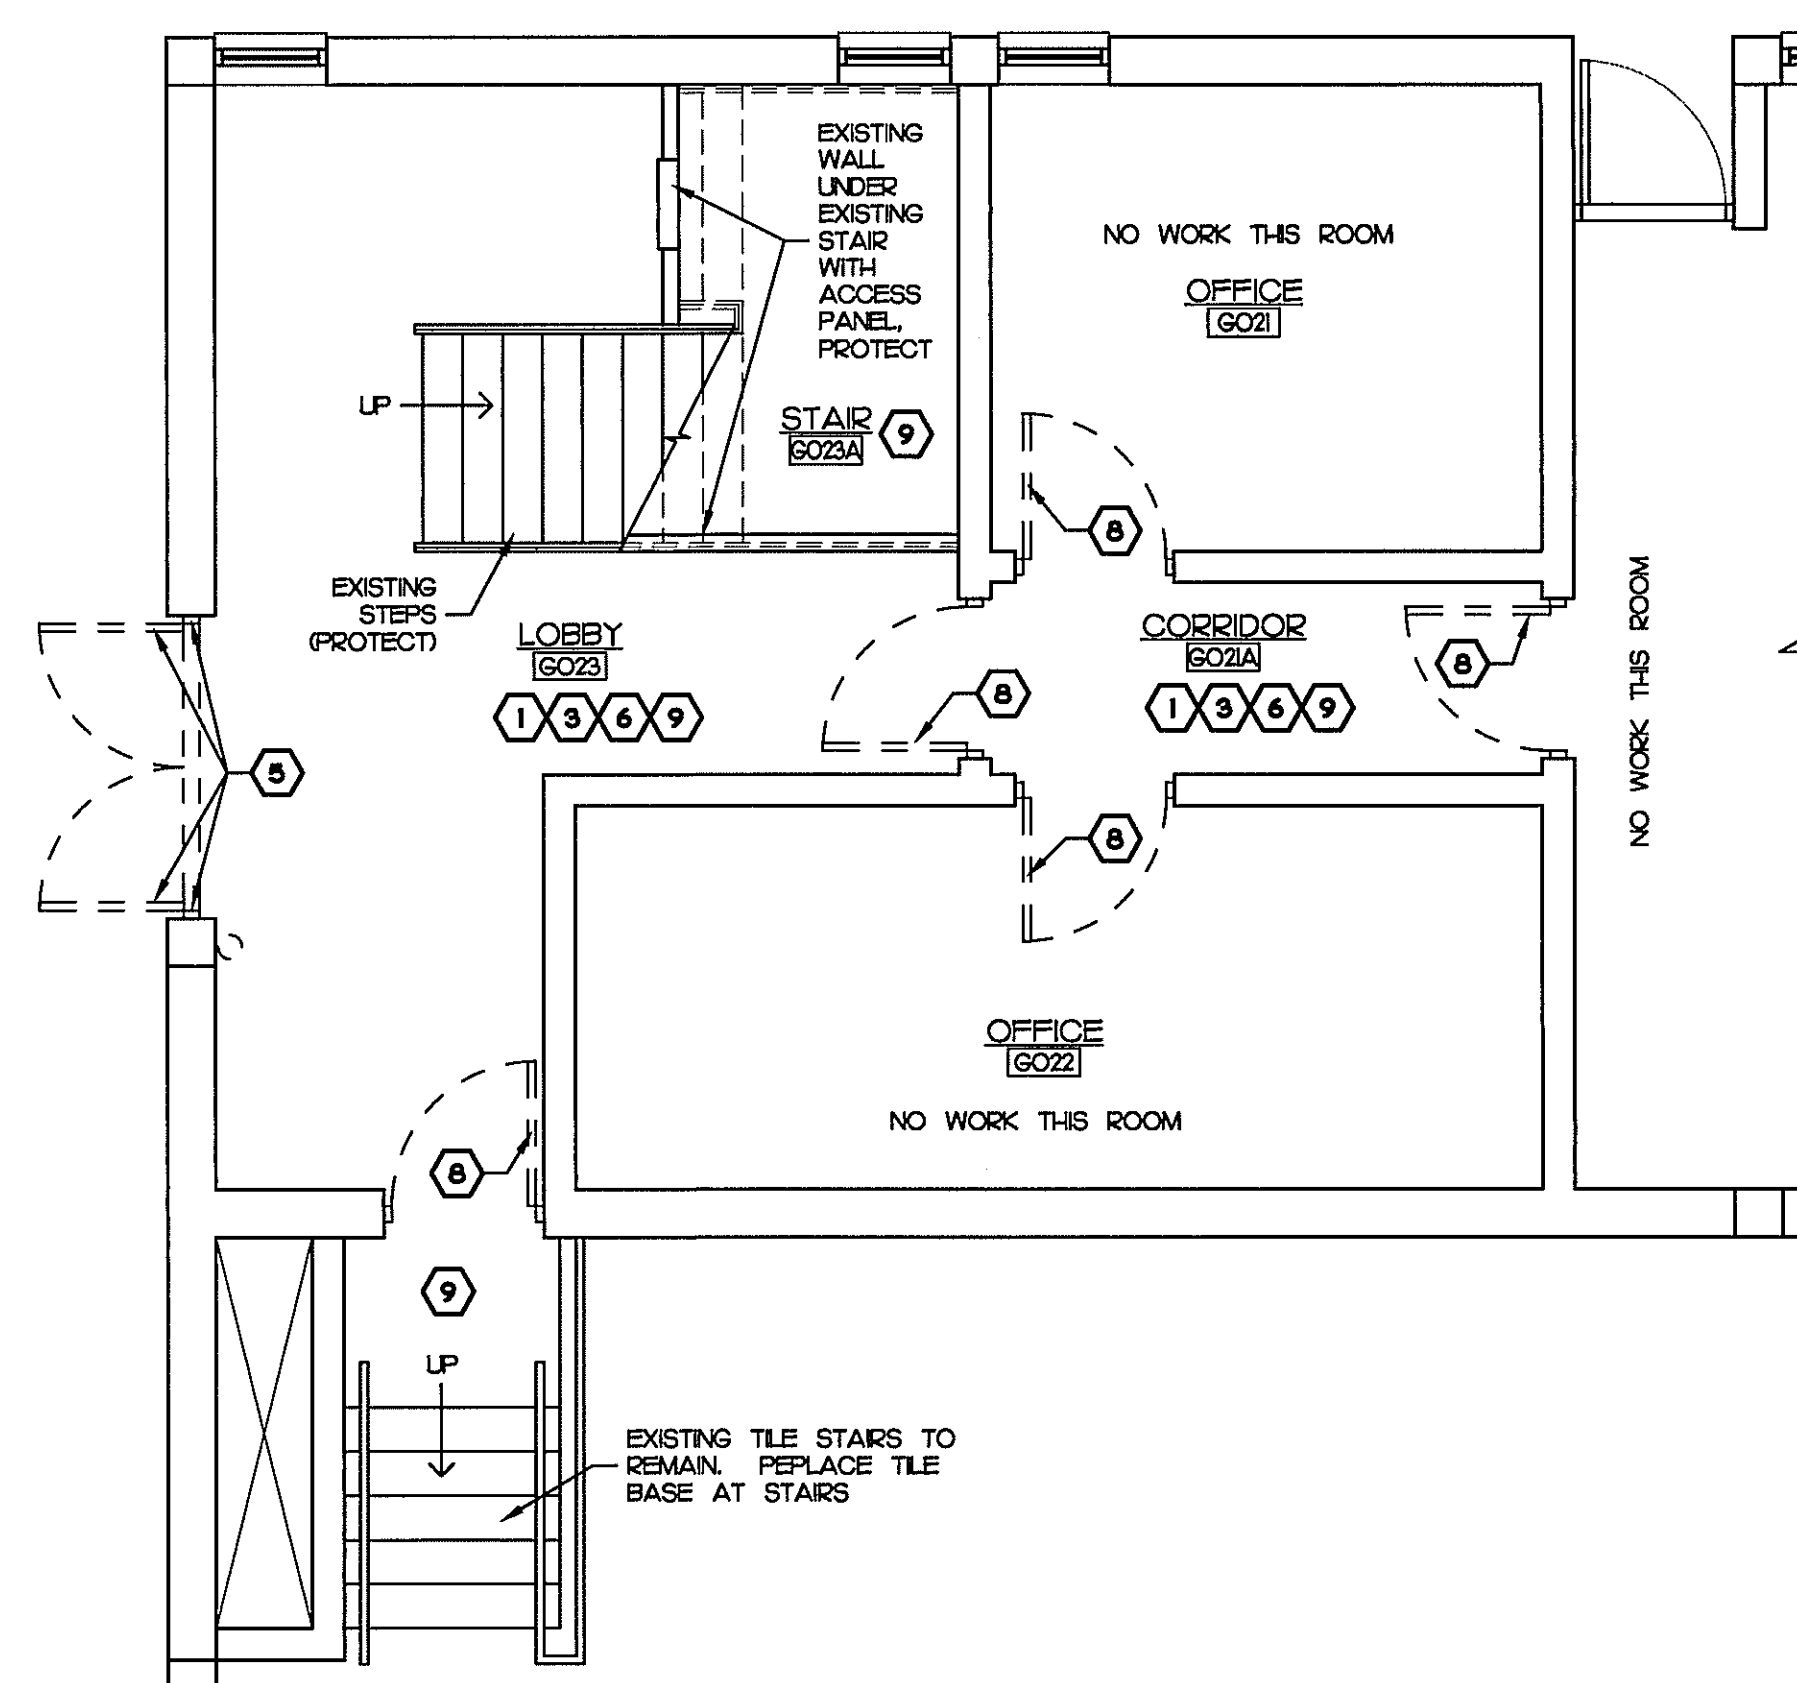 EXISTING
WALL
UNDER
EXISTING
STAIR
WITH
ACCESS
PANEL,
PROTECT
NO WORK THIS ROOM
OFFICE
G021
UP
STAIR
G023A
9
8
EXISTING
STEPS
(PROTECT)
LOBBY
G023
1 3 6 9
8
CORRIDOR
G021A
1 3 6 9
8
NO WORK THIS ROOM
5
8
OFFICE
G022
NO WORK THIS ROOM
8
9
UP
EXISTING TILE STAIRS TO
REMAIN. PEPLACE TILE
BASE AT STAIRS